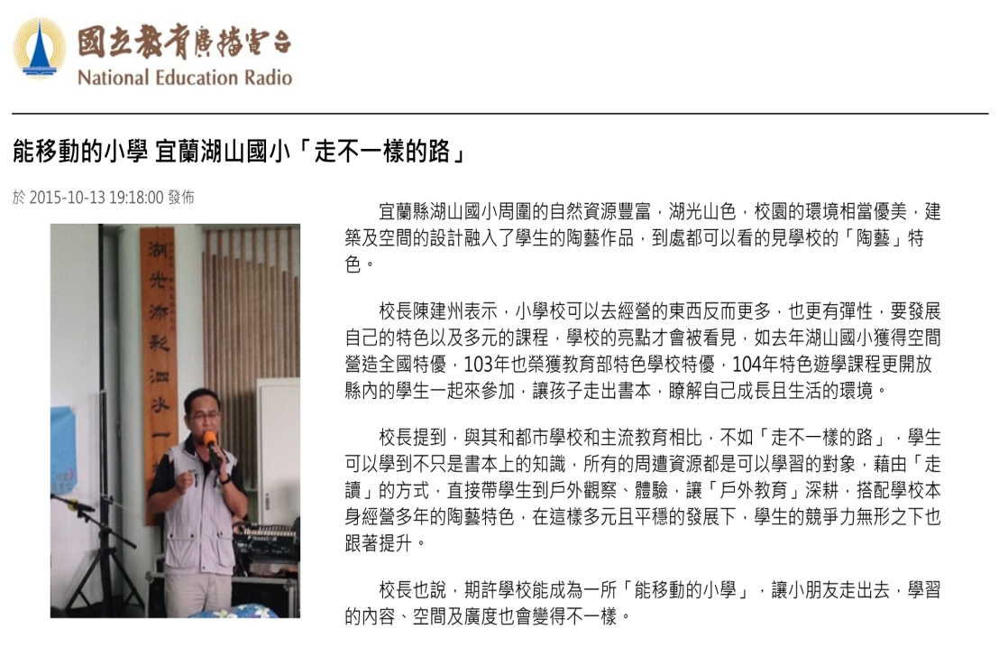 國立教育廣播電台
National Education Radio
能移動的小學 宜蘭湖山國小「走不一樣的路」
於 2015-10-13 19:18:00 發佈
宜蘭縣湖山國小周圍的自然資源豐富，湖光山色，校園的環境相當優美，建
築及空間的設計融入了學生的陶藝作品，到處都可以看的見學校的「陶藝」特
色。
校長陳建州表示，小學校可以去經營的東西反而更多，也更有彈性，要發展
自己的特色以及多元的課程，學校的亮點才會被看見，如去年湖山國小獲得空間
營造全國特優，103年也榮獲教育部特色學校特優，104年特色遊學課程更開放
縣內的學生一起來參加，讓孩子走出書本，瞭解自己成長且生活的環境。
校長提到，與其和都市學校和主流教育相比，不如「走不一樣的路」，學生
可以學到不只是書本上的知識，所有的周遭資源都是可以學習的對象，藉由「走
讀」的方式，直接帶學生到戶外觀察、體驗，讓「戶外教育」深耕，搭配學校本
身經營多年的陶藝特色，在這樣多元且平穩的發展下，學生的競爭力無形之下也
跟著提升。
校長也說，期許學校能成為一所「能移動的小學」，讓小朋友走出去，學習
的內容、空間及廣度也會變得不一樣。
湖光添彩泗水一